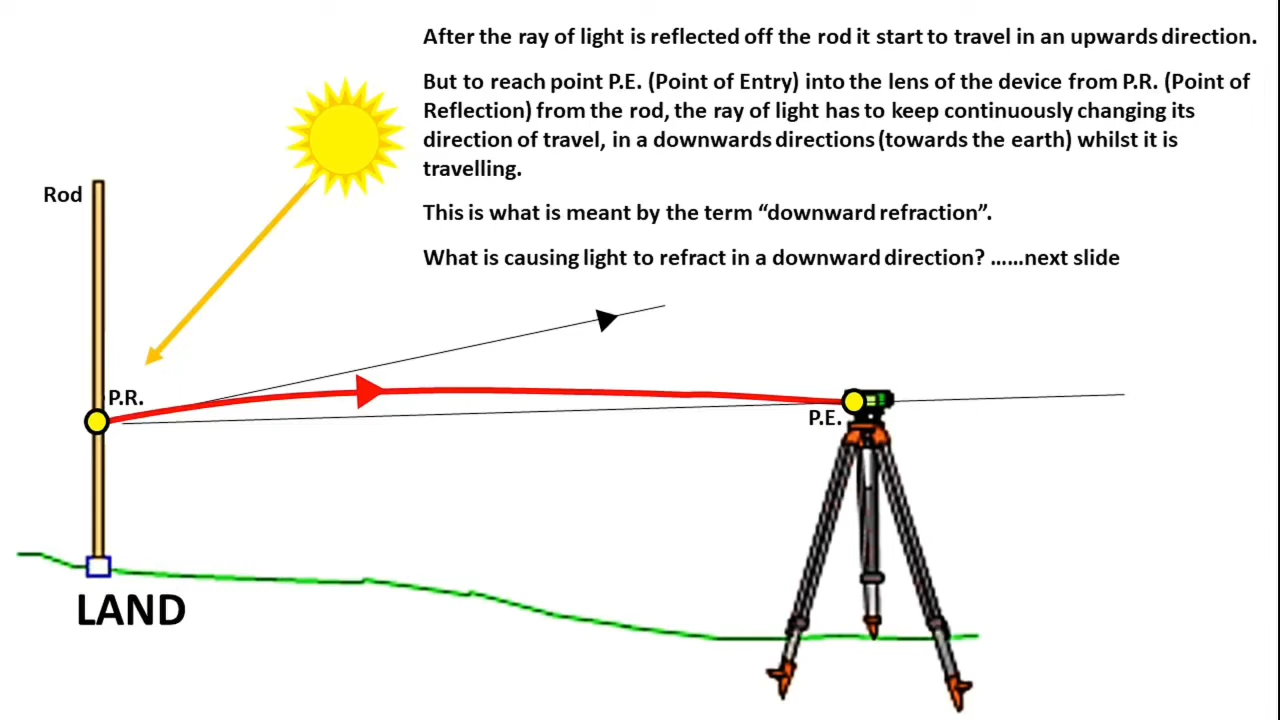 After the ray of light is reflected off the rod it start to travel in an upwards direction.
But to reach point P.E. (Point of Entry) into the lens of the device from P.R. (Point of
Reflection) from the rod, the ray of light has to keep continuously changing its
direction of travel, in a downwards directions (towards the earth) whilst it is
travelling.
This is what is meant by the term “downward refraction”.
What is causing light to refract in a downward direction? ……next slide
Rod
P.R.
P.E.
LAND